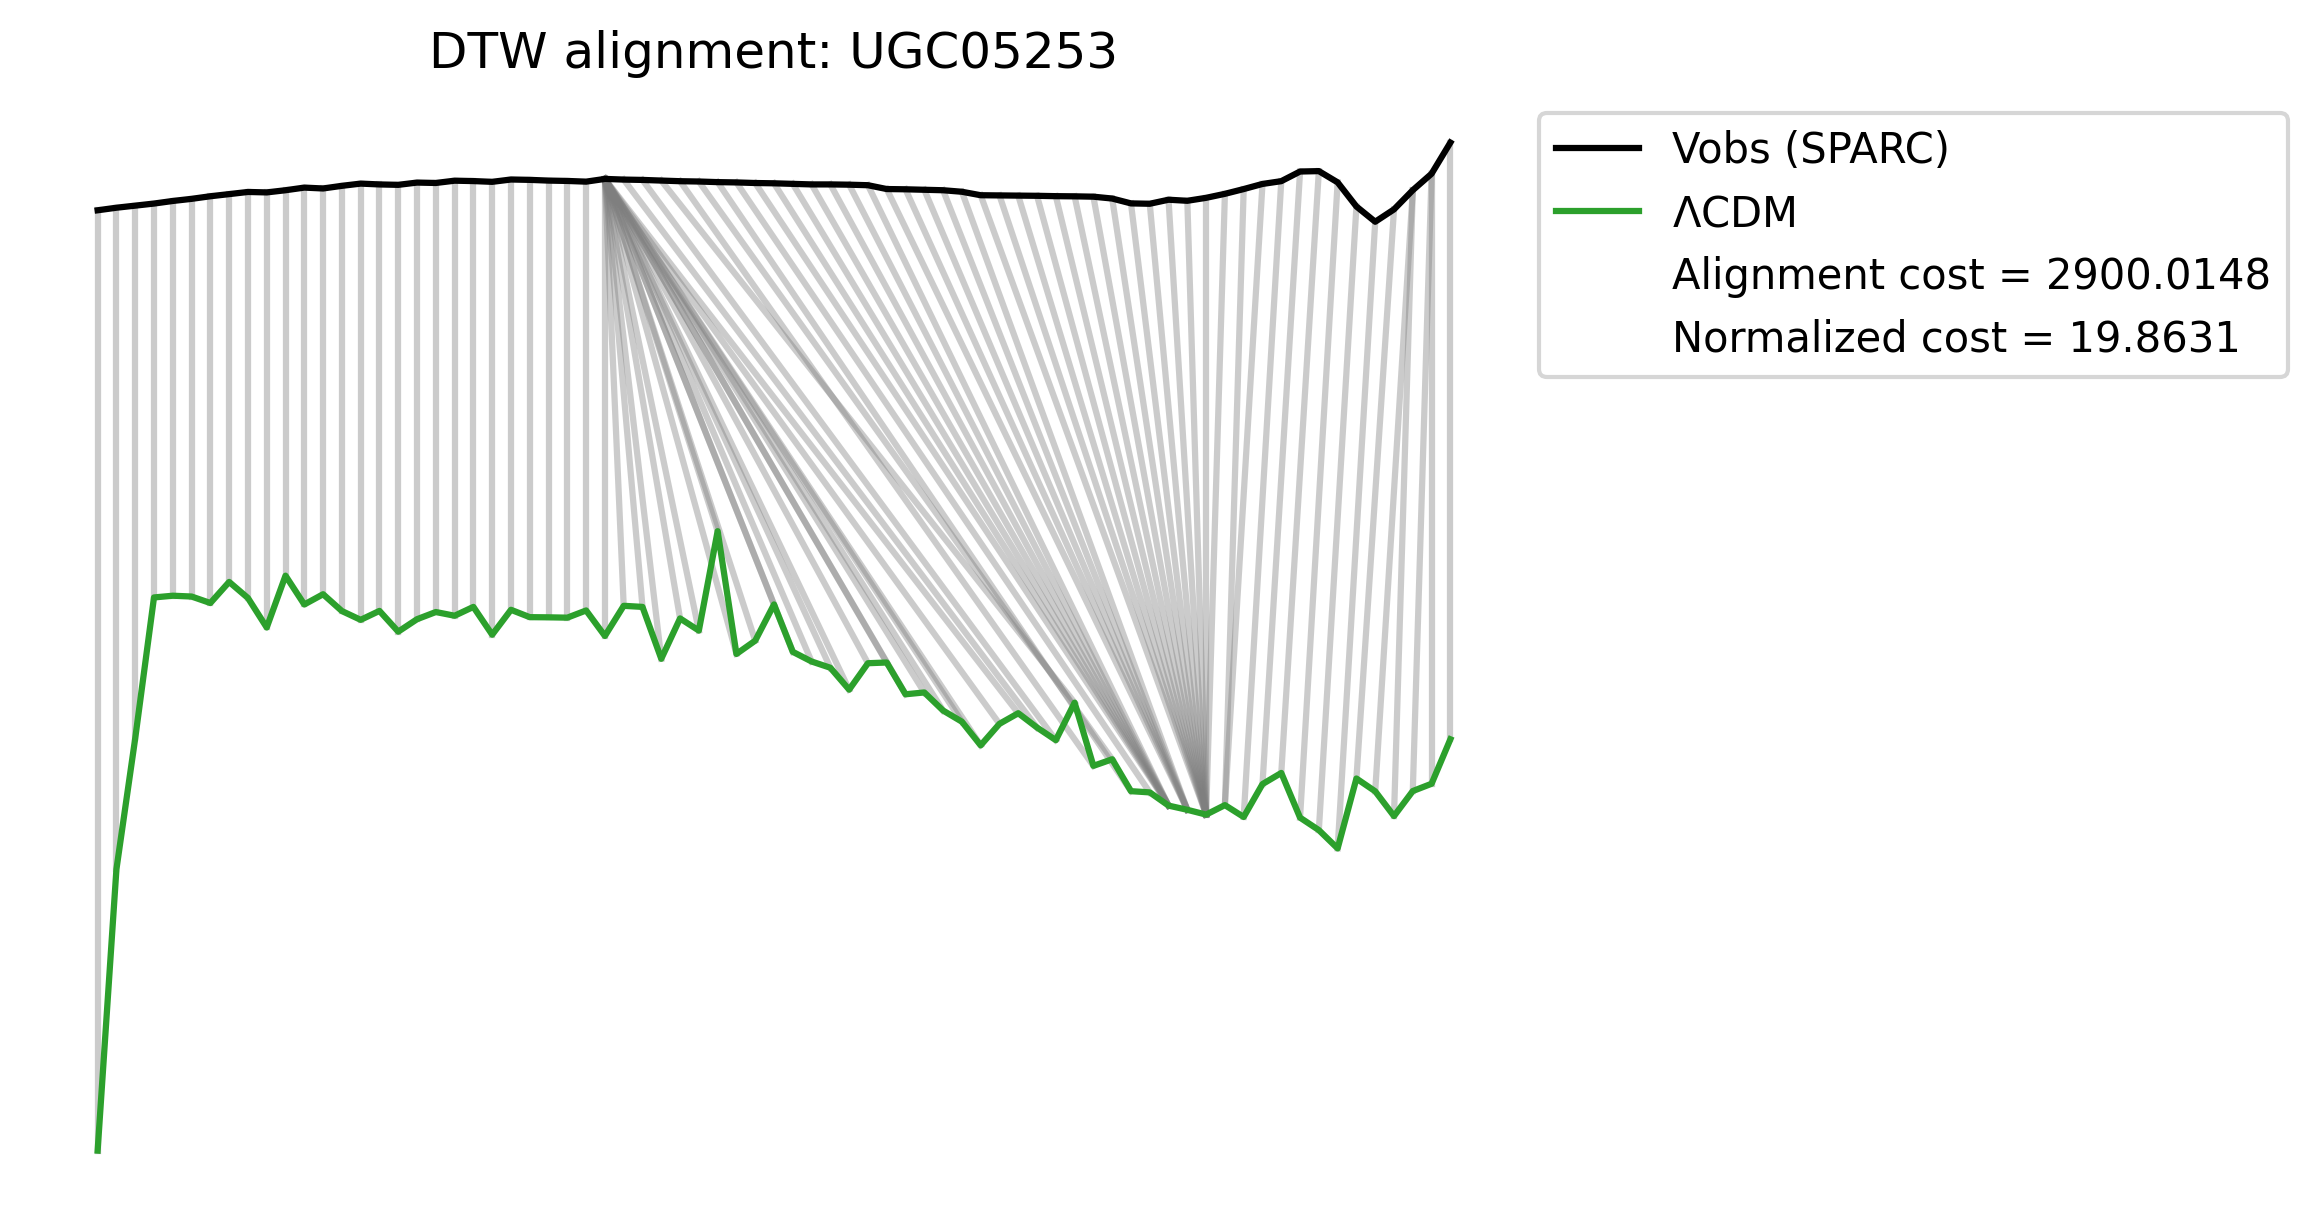 DTW alignment: UGC05253
Vobs (SPARC)
ΛCDM
Alignment cost = 2900.0148
Normalized cost = 19.8631